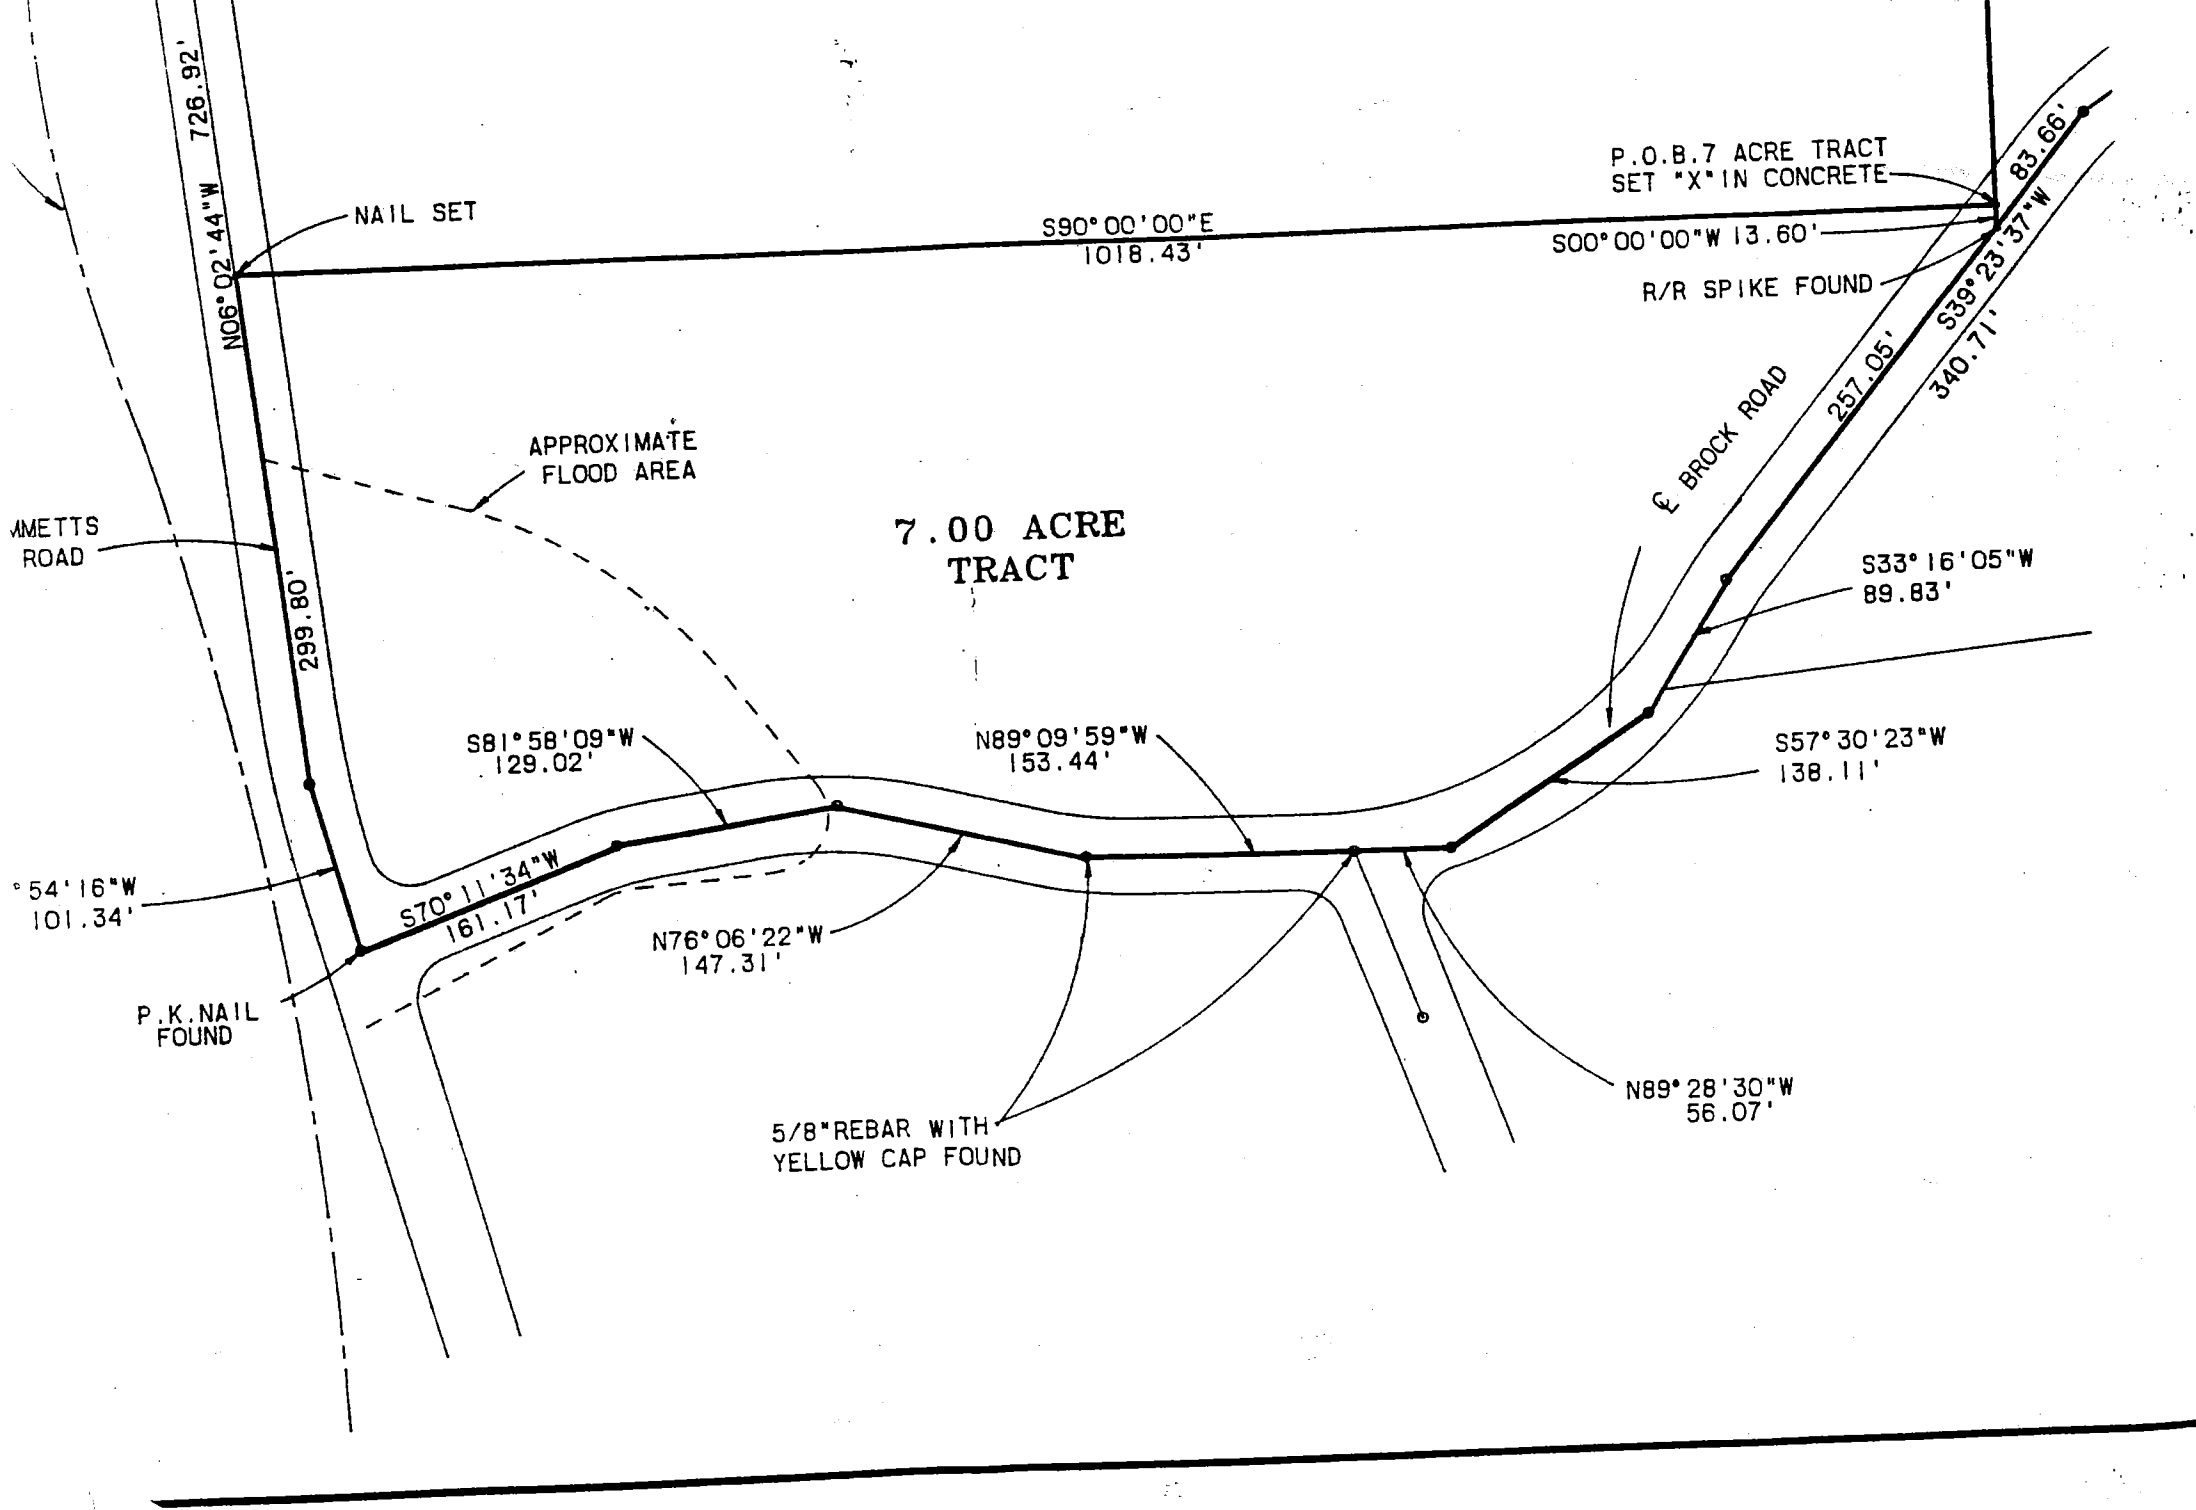 726.92'
N06°02'44"W
NAIL SET
S90°00'00"E
1018.43'
P.O.B. 7 ACRE TRACT
SET "X" IN CONCRETE
S00°00'00"W 13.60'
R/R SPIKE FOUND
83.66'
S39°23'37"W
340.71'
257.05'
℄ BROCK ROAD
APPROXIMATE
FLOOD AREA
7.00 ACRE
TRACT
METTS
ROAD
299.80'
S33°16'05"W
89.83'
S81°58'09"W
129.02'
N89°09'59"W
153.44'
S57°30'23"W
138.11'
°54'16"W
101.34'
S70°11'34"W
161.17'
N76°06'22"W
147.31'
P.K. NAIL
FOUND
5/8" REBAR WITH
YELLOW CAP FOUND
N89°28'30"W
56.07'